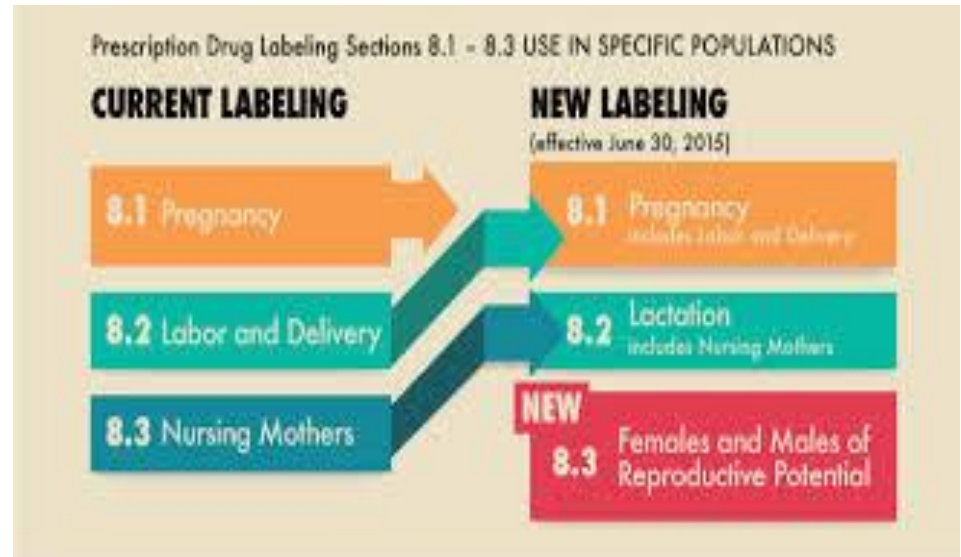 Prescription Drug Labeling Sections 8.1 – 8.3 USE IN SPECIFIC POPULATIONS
CURRENT LABELING
8.1 Pregnancy
8.2 Labor and Delivery
8.3 Nursing Mothers
NEW LABELING
(effective June 30, 2015)
8.1 Pregnancy
includes Labor and Delivery
8.2 Lactation
includes Nursing Mothers
NEW
8.3 Females and Males of
Reproductive Potential